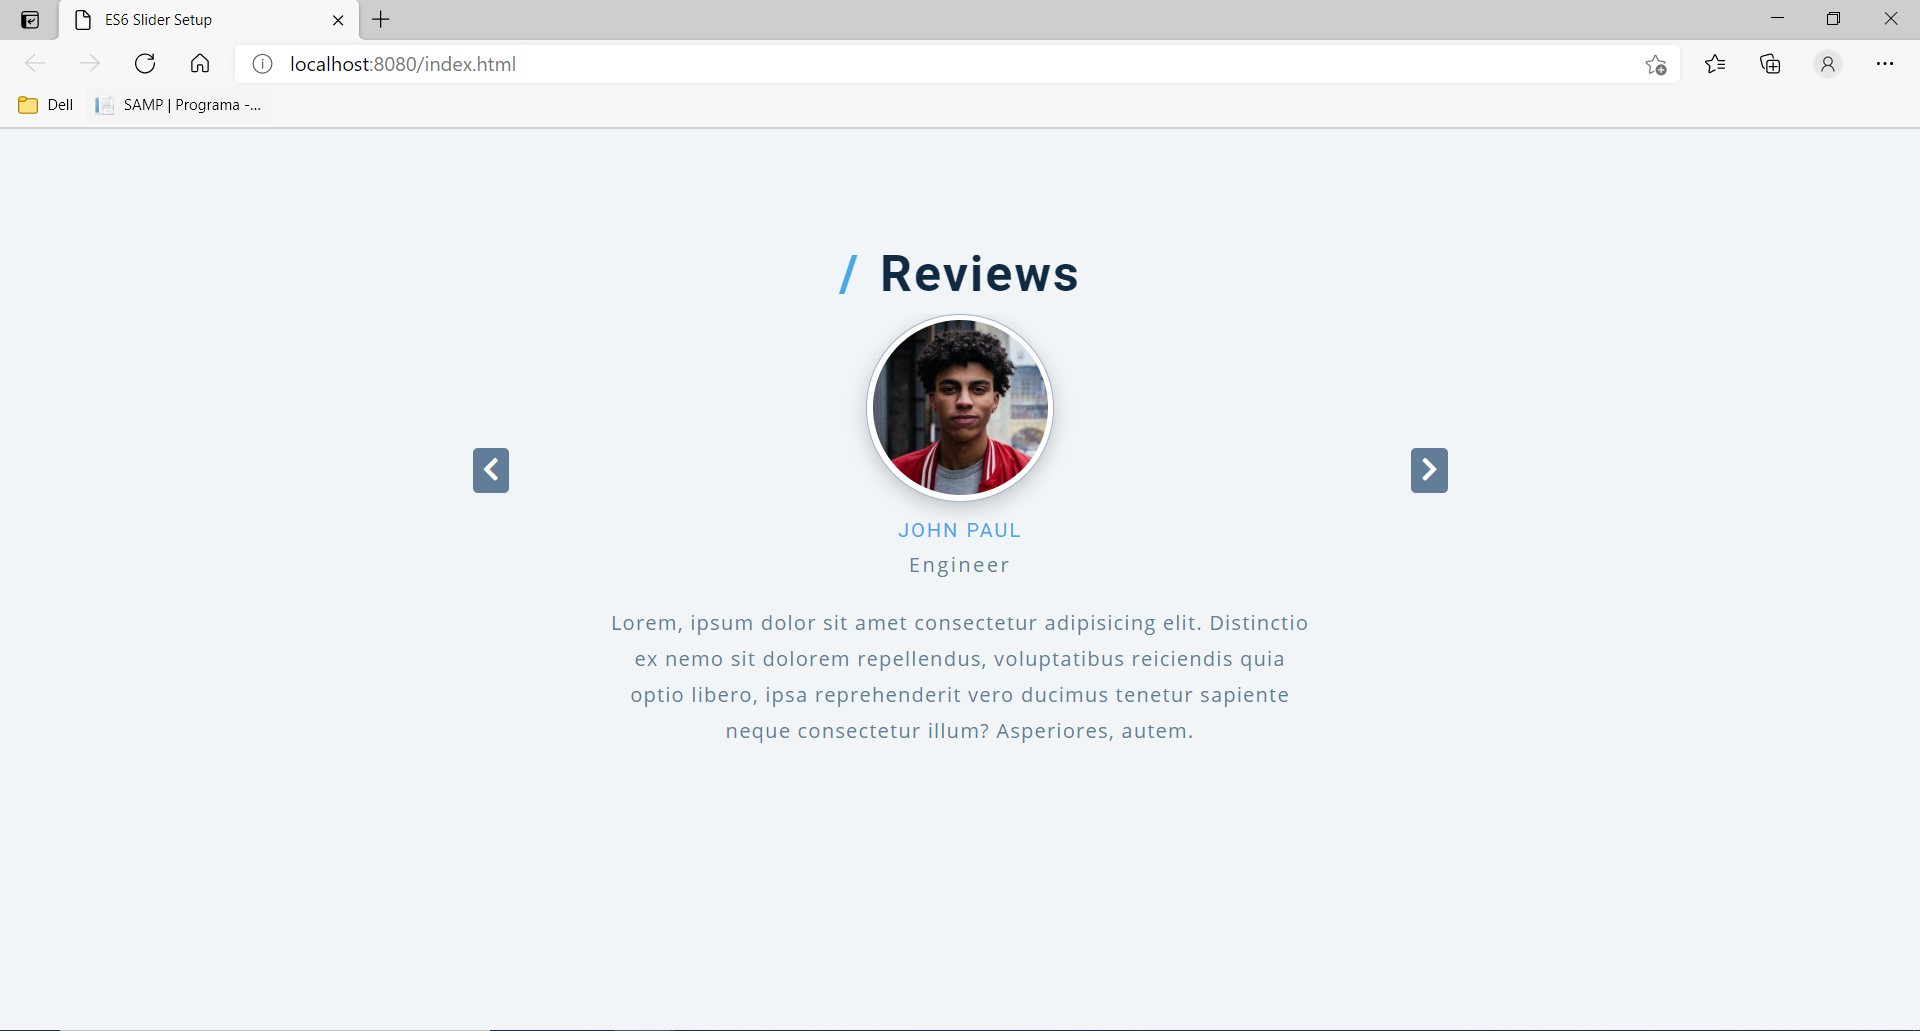 ES6 Slider Setup
localhost:8080/index.html
Dell
SAMP | Programa -...
/ Reviews
JOHN PAUL
Engineer
Lorem, ipsum dolor sit amet consectetur adipisicing elit. Distinctio
ex nemo sit dolorem repellendus, voluptatibus reiciendis quia
optio libero, ipsa reprehenderit vero ducimus tenetur sapiente
neque consectetur illum? Asperiores, autem.